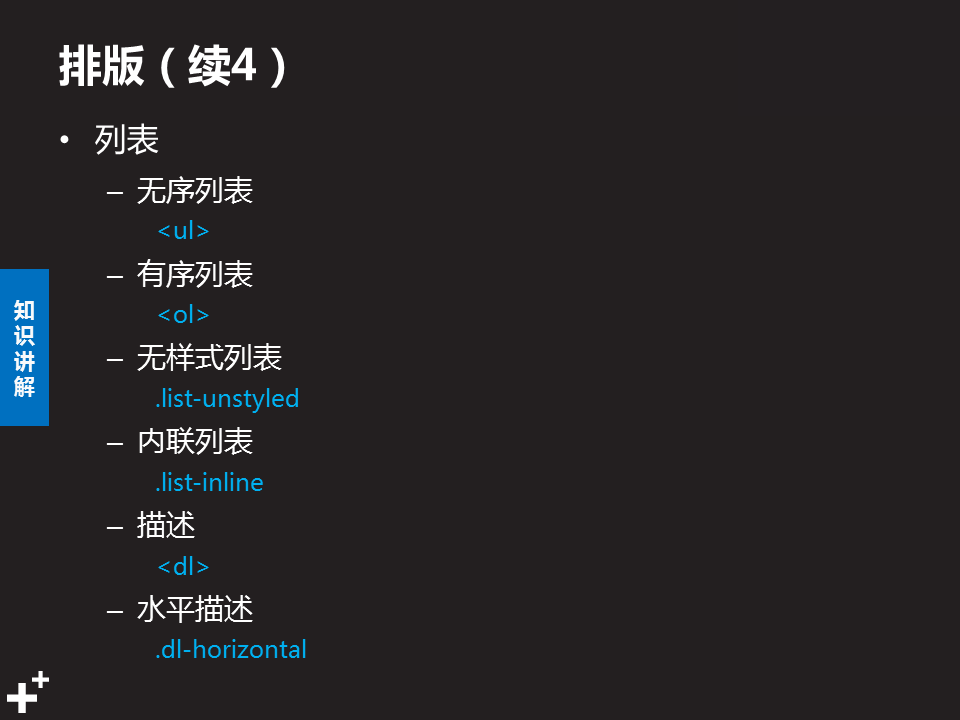 排版（续4）
• 列表
– 无序列表
<ul>
– 有序列表
<ol>
– 无样式列表
.list-unstyled
– 内联列表
.list-inline
– 描述
<dl>
– 水平描述
.dl-horizontal
知识讲解